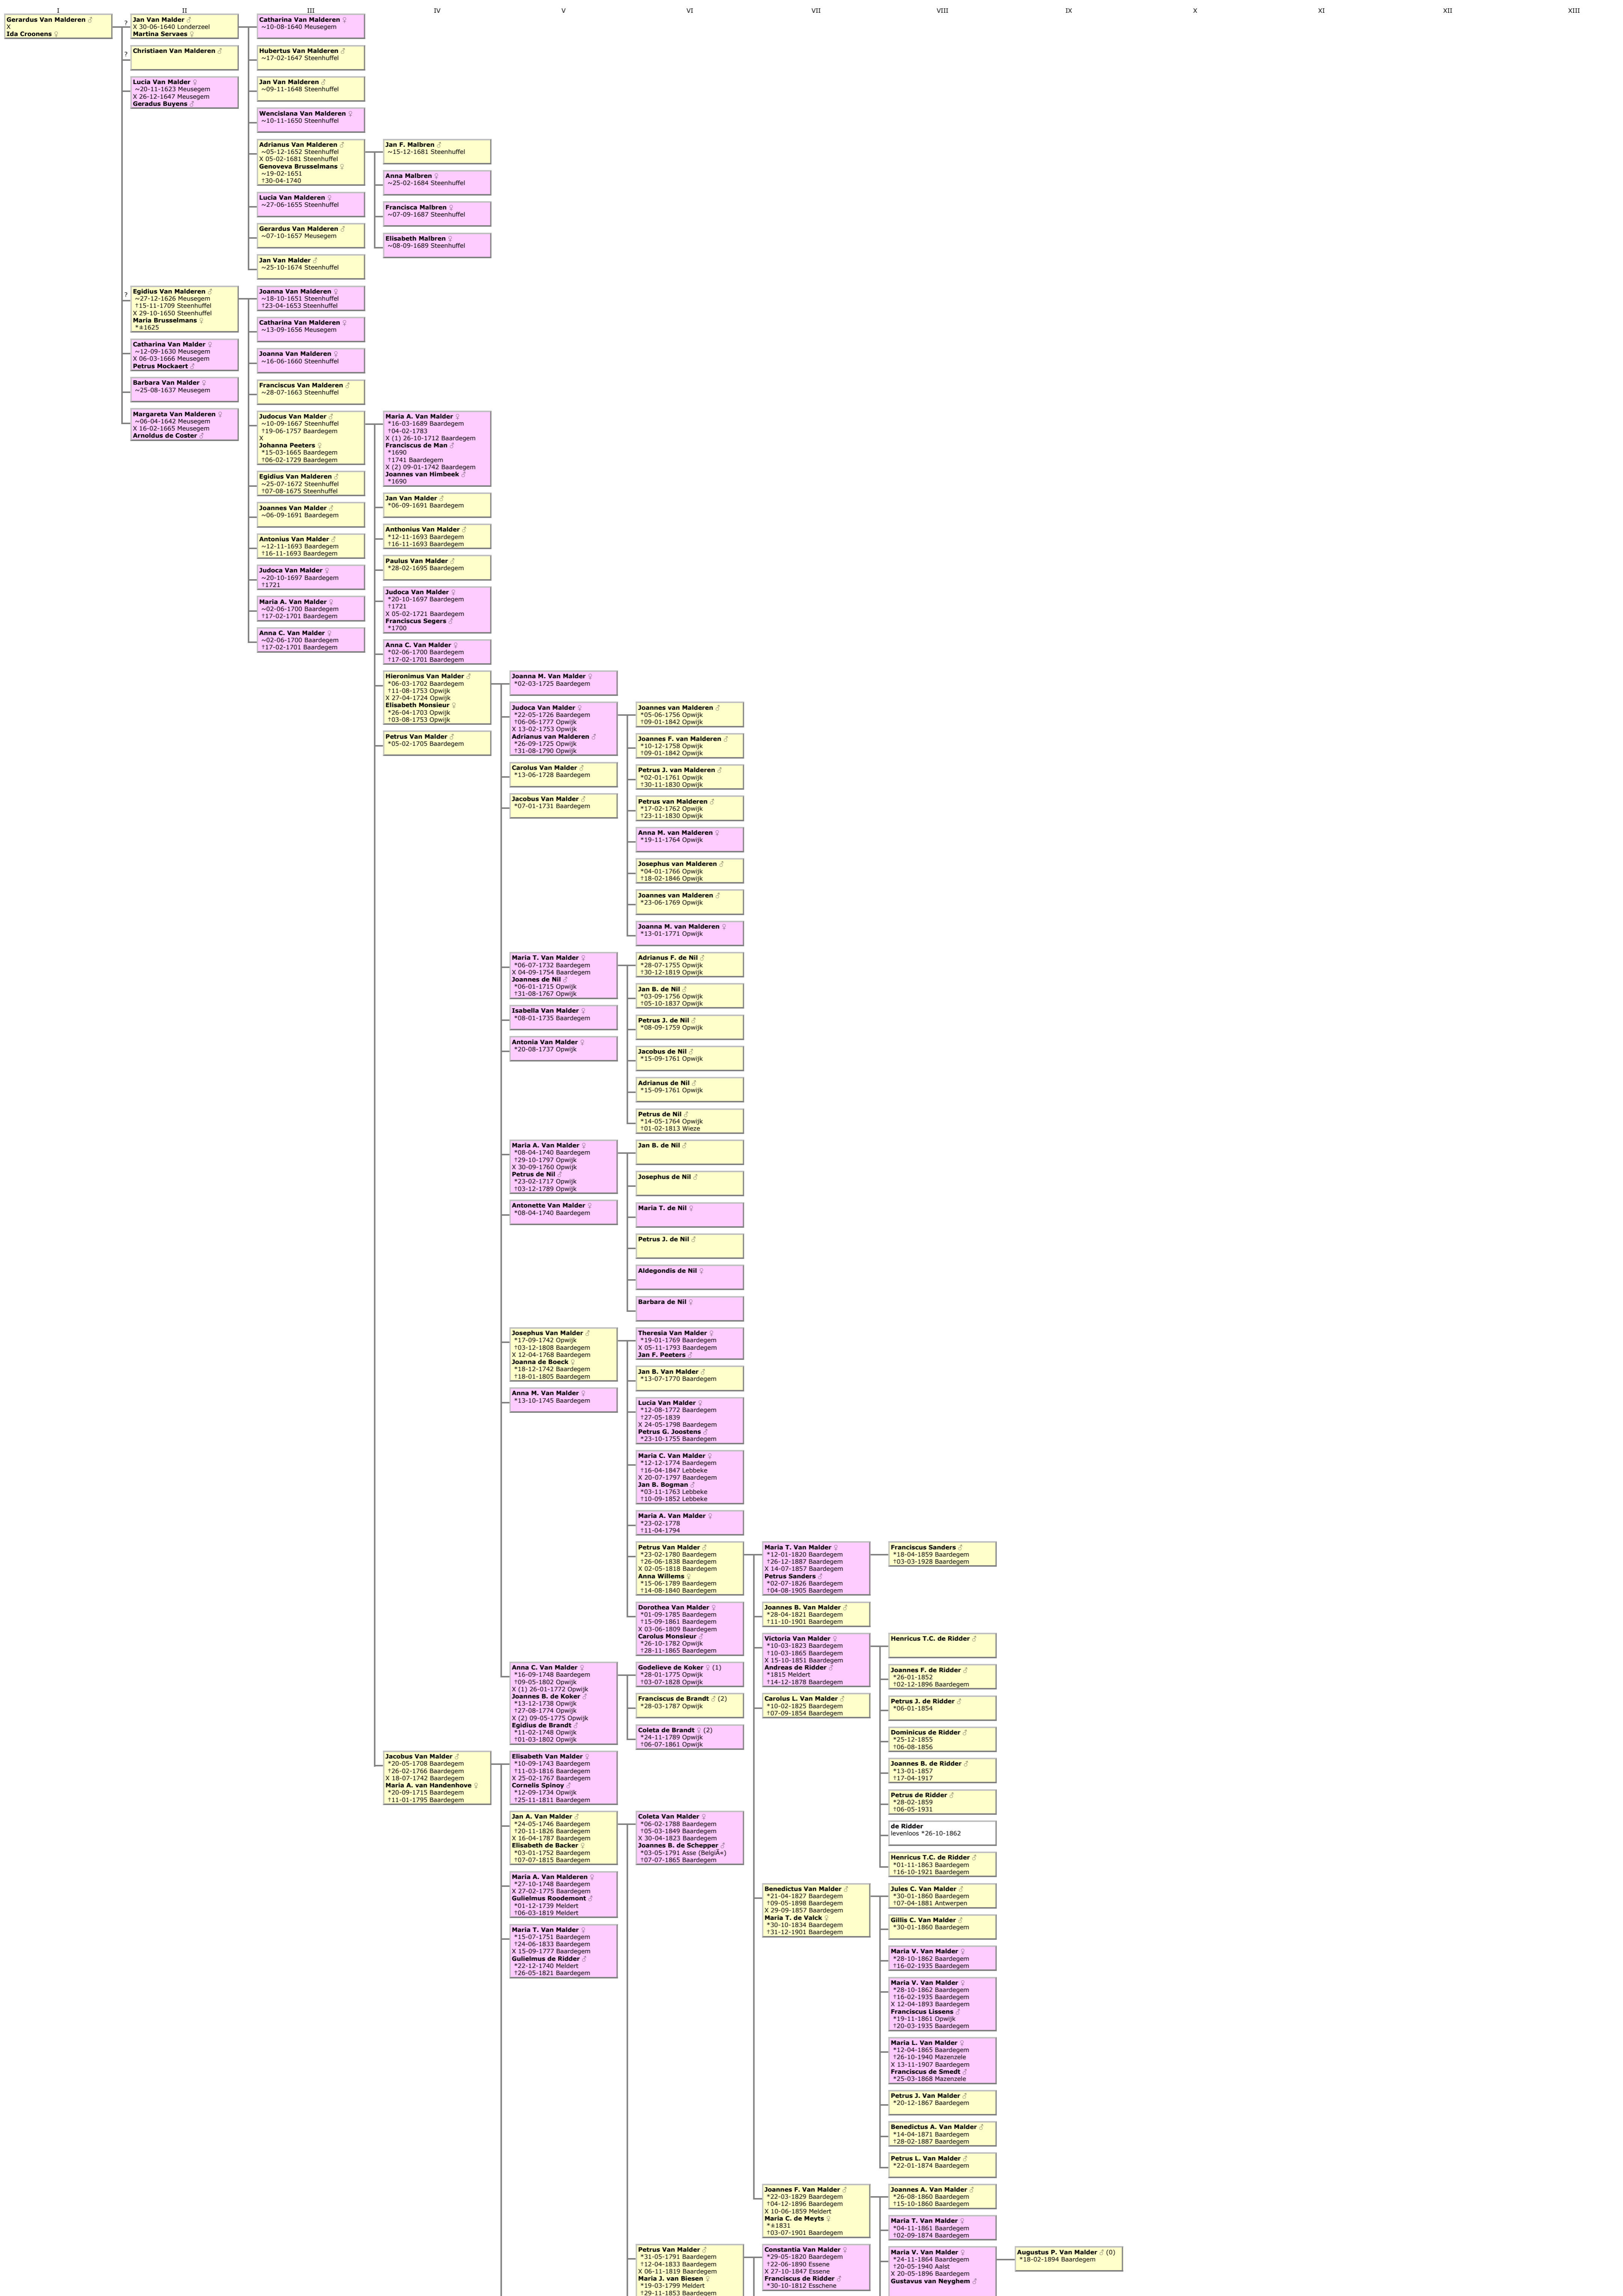 I II III IV V VI VII VIII IX X XI XII XIII
Gerardus Van Malderen ♂
X
Ida Croonens ♀
?
Jan Van Malder ♂
X 30-06-1640 Londerzeel
Martina Servaes ♀
?
Christiaen Van Malderen ♂
Lucia Van Malder ♀
~20-11-1623 Meusegem
X 26-12-1647 Meusegem
Geradus Buyens ♂
?
Egidius Van Malderen ♂
~27-12-1626 Meusegem
†15-11-1709 Steenhuffel
X 29-10-1650 Steenhuffel
Maria Brusselmans ♀
*±1625
Catharina Van Malder ♀
~12-09-1630 Meusegem
X 06-03-1666 Meusegem
Petrus Mockaert ♂
Barbara Van Malder ♀
~25-08-1637 Meusegem
Margareta Van Malderen ♀
~06-04-1642 Meusegem
X 16-02-1665 Meusegem
Arnoldus de Coster ♂
Catharina Van Malderen ♀
~10-08-1640 Meusegem
Hubertus Van Malderen ♂
~17-02-1647 Steenhuffel
Jan Van Malderen ♂
~09-11-1648 Steenhuffel
Wencislana Van Malderen ♀
~10-11-1650 Steenhuffel
Adrianus Van Malderen ♂
~05-12-1652 Steenhuffel
X 05-02-1681 Steenhuffel
Genoveva Brusselmans ♀
~19-02-1651
†30-04-1740
Lucia Van Malderen ♀
~27-06-1655 Steenhuffel
Gerardus Van Malderen ♂
~07-10-1657 Meusegem
Jan Van Malder ♂
~25-10-1674 Steenhuffel
Joanna Van Malderen ♀
~18-10-1651 Steenhuffel
†23-04-1653 Steenhuffel
Catharina Van Malderen ♀
~13-09-1656 Meusegem
Joanna Van Malderen ♀
~16-06-1660 Steenhuffel
Franciscus Van Malderen ♂
~28-07-1663 Steenhuffel
Judocus Van Malder ♂
~10-09-1667 Steenhuffel
†19-06-1757 Baardegem
X
Johanna Peeters ♀
*15-03-1665 Baardegem
†06-02-1729 Baardegem
Egidius Van Malderen ♂
~25-07-1672 Steenhuffel
†07-08-1675 Steenhuffel
Joannes Van Malder ♂
~06-09-1691 Baardegem
Antonius Van Malder ♂
~12-11-1693 Baardegem
†16-11-1693 Baardegem
Judoca Van Malder ♀
~20-10-1697 Baardegem
†1721
Maria A. Van Malder ♀
~02-06-1700 Baardegem
†17-02-1701 Baardegem
Anna C. Van Malder ♀
~02-06-1700 Baardegem
†17-02-1701 Baardegem
Jan F. Malbren ♂
~15-12-1681 Steenhuffel
Anna Malbren ♀
~25-02-1684 Steenhuffel
Francisca Malbren ♀
~07-09-1687 Steenhuffel
Elisabeth Malbren ♀
~08-09-1689 Steenhuffel
Maria A. Van Malder ♀
*16-03-1689 Baardegem
†04-02-1783
X (1) 26-10-1712 Baardegem
Franciscus de Man ♂
*1690
†1741 Baardegem
X (2) 09-01-1742 Baardegem
Joannes van Himbeek ♂
*1690
Jan Van Malder ♂
*06-09-1691 Baardegem
Anthonius Van Malder ♂
*12-11-1693 Baardegem
†16-11-1693 Baardegem
Paulus Van Malder ♂
*28-02-1695 Baardegem
Judoca Van Malder ♀
*20-10-1697 Baardegem
†1721
X 05-02-1721 Baardegem
Franciscus Segers ♂
*1700
Anna C. Van Malder ♀
*02-06-1700 Baardegem
†17-02-1701 Baardegem
Hieronimus Van Malder ♂
*06-03-1702 Baardegem
†11-08-1753 Opwijk
X 27-04-1724 Opwijk
Elisabeth Monsieur ♀
*26-04-1703 Opwijk
†03-08-1753 Opwijk
Petrus Van Malder ♂
*05-02-1705 Baardegem
Jacobus Van Malder ♂
*20-05-1708 Baardegem
†26-02-1766 Baardegem
X 18-07-1742 Baardegem
Maria A. van Handenhove ♀
*20-09-1715 Baardegem
†11-01-1795 Baardegem
Joanna M. Van Malder ♀
*02-03-1725 Baardegem
Judoca Van Malder ♀
*22-05-1726 Baardegem
†06-06-1777 Opwijk
X 13-02-1753 Opwijk
Adrianus van Malderen ♂
*26-09-1725 Opwijk
†31-08-1790 Opwijk
Carolus Van Malder ♂
*13-06-1728 Baardegem
Jacobus Van Malder ♂
*07-01-1731 Baardegem
Maria T. Van Malder ♀
*06-07-1732 Baardegem
X 04-09-1754 Baardegem
Joannes de Nil ♂
*06-01-1715 Opwijk
†31-08-1767 Opwijk
Isabella Van Malder ♀
*08-01-1735 Baardegem
Antonia Van Malder ♀
*20-08-1737 Opwijk
Maria A. Van Malder ♀
*08-04-1740 Baardegem
†29-10-1797 Opwijk
X 30-09-1760 Opwijk
Petrus de Nil ♂
*23-02-1717 Opwijk
†03-12-1789 Opwijk
Antonette Van Malder ♀
*08-04-1740 Baardegem
Josephus Van Malder ♂
*17-09-1742 Opwijk
†03-12-1808 Baardegem
X 12-04-1768 Baardegem
Joanna de Boeck ♀
*18-12-1742 Baardegem
†18-01-1805 Baardegem
Anna M. Van Malder ♀
*13-10-1745 Baardegem
Anna C. Van Malder ♀
*16-09-1748 Baardegem
†09-05-1802 Opwijk
X (1) 26-01-1772 Opwijk
Joannes B. de Koker ♂
*13-12-1738 Opwijk
†27-08-1774 Opwijk
X (2) 09-05-1775 Opwijk
Egidius de Brandt ♂
*11-02-1748 Opwijk
†01-03-1802 Opwijk
Elisabeth Van Malder ♀
*10-09-1743 Baardegem
†11-03-1816 Baardegem
X 25-02-1767 Baardegem
Cornelis Spinoy ♂
*12-09-1734 Opwijk
†25-11-1811 Baardegem
Jan A. Van Malder ♂
*24-05-1746 Baardegem
†20-11-1826 Baardegem
X 16-04-1787 Baardegem
Elisabeth de Backer ♀
*03-01-1752 Baardegem
†07-07-1815 Baardegem
Maria A. Van Malderen ♀
*27-10-1748 Baardegem
X 27-02-1775 Baardegem
Gulielmus Roodemont ♂
*01-12-1739 Meldert
†06-03-1819 Meldert
Maria T. Van Malder ♀
*15-07-1751 Baardegem
†24-06-1833 Baardegem
X 15-09-1777 Baardegem
Gulielmus de Ridder ♂
*22-12-1740 Meldert
†26-05-1821 Baardegem
Joannes van Malderen ♂
*05-06-1756 Opwijk
†09-01-1842 Opwijk
Joannes F. van Malderen ♂
*10-12-1758 Opwijk
†09-01-1842 Opwijk
Petrus J. van Malderen ♂
*02-01-1761 Opwijk
†30-11-1830 Opwijk
Petrus van Malderen ♂
*17-02-1762 Opwijk
†23-11-1830 Opwijk
Anna M. van Malderen ♀
*19-11-1764 Opwijk
Josephus van Malderen ♂
*04-01-1766 Opwijk
†18-02-1846 Opwijk
Joannes van Malderen ♂
*23-06-1769 Opwijk
Joanna M. van Malderen ♀
*13-01-1771 Opwijk
Adrianus F. de Nil ♂
*28-07-1755 Opwijk
†30-12-1819 Opwijk
Jan B. de Nil ♂
*03-09-1756 Opwijk
†05-10-1837 Opwijk
Petrus J. de Nil ♂
*08-09-1759 Opwijk
Jacobus de Nil ♂
*15-09-1761 Opwijk
Adrianus de Nil ♂
*15-09-1761 Opwijk
Petrus de Nil ♂
*14-05-1764 Opwijk
†01-02-1813 Wieze
Jan B. de Nil ♂
Josephus de Nil ♂
Maria T. de Nil ♀
Petrus J. de Nil ♂
Aldegondis de Nil ♀
Barbara de Nil ♀
Theresia Van Malder ♀
*19-01-1769 Baardegem
X 05-11-1793 Baardegem
Jan F. Peeters ♂
Jan B. Van Malder ♂
*13-07-1770 Baardegem
Lucia Van Malder ♀
*12-08-1772 Baardegem
†27-05-1839
X 24-05-1798 Baardegem
Petrus G. Joostens ♂
*23-10-1755 Baardegem
Maria C. Van Malder ♀
*12-12-1774 Baardegem
†16-04-1847 Lebbeke
X 20-07-1797 Baardegem
Jan B. Bogman ♂
*03-11-1763 Lebbeke
†10-09-1852 Lebbeke
Maria A. Van Malder ♀
*23-02-1778
†11-04-1794
Petrus Van Malder ♂
*23-02-1780 Baardegem
†26-06-1838 Baardegem
X 02-05-1818 Baardegem
Anna Willems ♀
*15-06-1789 Baardegem
†14-08-1840 Baardegem
Dorothea Van Malder ♀
*01-09-1785 Baardegem
†15-09-1861 Baardegem
X 03-06-1809 Baardegem
Carolus Monsieur ♂
*26-10-1782 Opwijk
†28-11-1865 Baardegem
Godelieve de Koker ♀ (1)
*28-01-1775 Opwijk
†03-07-1828 Opwijk
Franciscus de Brandt ♂ (2)
*28-03-1787 Opwijk
Coleta de Brandt ♀ (2)
*24-11-1789 Opwijk
†06-07-1861 Opwijk
Coleta Van Malder ♀
*06-02-1788 Baardegem
†05-03-1849 Baardegem
X 30-04-1823 Baardegem
Joannes B. de Schepper ♂
*03-05-1791 Asse (BelgiÃ«)
†07-07-1865 Baardegem
Petrus Van Malder ♂
*31-05-1791 Baardegem
†12-04-1833 Baardegem
X 06-11-1819 Baardegem
Maria J. van Biesen ♀
*19-03-1799 Meldert
†29-11-1853 Baardegem
Maria T. Van Malder ♀
*12-01-1820 Baardegem
†26-12-1887 Baardegem
X 14-07-1857 Baardegem
Petrus Sanders ♂
*02-07-1826 Baardegem
†04-08-1905 Baardegem
Joannes B. Van Malder ♂
*28-04-1821 Baardegem
†11-10-1901 Baardegem
Victoria Van Malder ♀
*10-03-1823 Baardegem
†10-03-1865 Baardegem
X 15-10-1851 Baardegem
Andreas de Ridder ♂
*1815 Meldert
†14-12-1878 Baardegem
Carolus L. Van Malder ♂
*10-02-1825 Baardegem
†07-09-1854 Baardegem
Benedictus Van Malder ♂
*21-04-1827 Baardegem
†09-05-1898 Baardegem
X 29-09-1857 Baardegem
Maria T. de Valck ♀
*30-10-1834 Baardegem
†31-12-1901 Baardegem
Joannes F. Van Malder ♂
*22-03-1829 Baardegem
†04-12-1896 Baardegem
X 10-06-1859 Meldert
Maria C. de Meyts ♀
*±1831
†03-07-1901 Baardegem
Constantia Van Malder ♀
*29-05-1820 Baardegem
†22-06-1890 Essene
X 27-10-1847 Essene
Franciscus de Ridder ♂
*30-10-1812 Esschene
Franciscus Sanders ♂
*18-04-1859 Baardegem
†03-03-1928 Baardegem
Henricus T.C. de Ridder ♂
Joannes F. de Ridder ♂
*26-01-1852
†02-12-1896 Baardegem
Petrus J. de Ridder ♂
*06-01-1854
Dominicus de Ridder ♂
*25-12-1855
†06-08-1856
Joannes B. de Ridder ♂
*13-01-1857
†17-04-1917
Petrus de Ridder ♂
*28-02-1859
†06-05-1931
de Ridder
levenloos *26-10-1862
Henricus T.C. de Ridder ♂
*01-11-1863 Baardegem
†16-10-1921 Baardegem
Jules C. Van Malder ♂
*30-01-1860 Baardegem
†07-04-1881 Antwerpen
Gillis C. Van Malder ♂
*30-01-1860 Baardegem
Maria V. Van Malder ♀
*28-10-1862 Baardegem
†16-02-1935 Baardegem
Maria V. Van Malder ♀
*28-10-1862 Baardegem
†16-02-1935 Baardegem
X 12-04-1893 Baardegem
Franciscus Lissens ♂
*19-11-1861 Opwijk
†20-03-1935 Baardegem
Maria L. Van Malder ♀
*12-04-1865 Baardegem
†26-10-1940 Mazenzele
X 13-11-1907 Baardegem
Franciscus de Smedt ♂
*25-03-1868 Mazenzele
Petrus J. Van Malder ♂
*20-12-1867 Baardegem
Benedictus A. Van Malder ♂
*14-04-1871 Baardegem
†28-02-1887 Baardegem
Petrus L. Van Malder ♂
*22-01-1874 Baardegem
Joannes A. Van Malder ♂
*26-08-1860 Baardegem
†15-10-1860 Baardegem
Maria T. Van Malder ♀
*04-11-1861 Baardegem
†02-09-1874 Baardegem
Maria V. Van Malder ♀
*24-11-1864 Baardegem
†20-05-1940 Aalst
X 20-05-1896 Baardegem
Gustavus van Neyghem ♂
Augustus P. Van Malder ♂ (0)
*18-02-1894 Baardegem